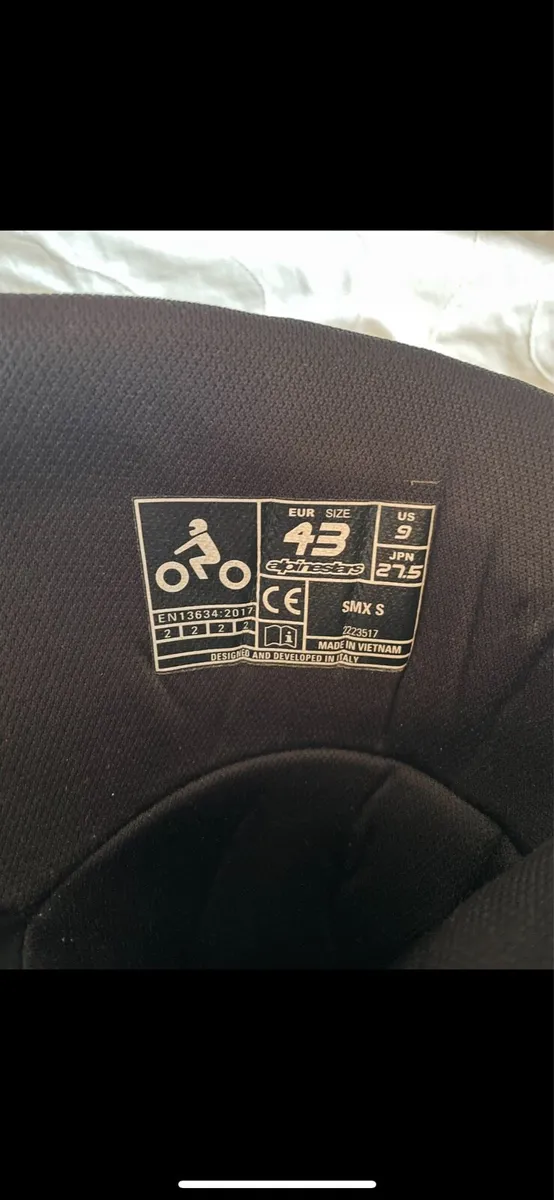 EUR SIZE
43
alpinestars
US
9
JPN
27.5
EN13634:2017
2 2 2 2
CE
SMX S
2223517
MADE IN VIETNAM
DESIGNED AND DEVELOPED IN ITALY